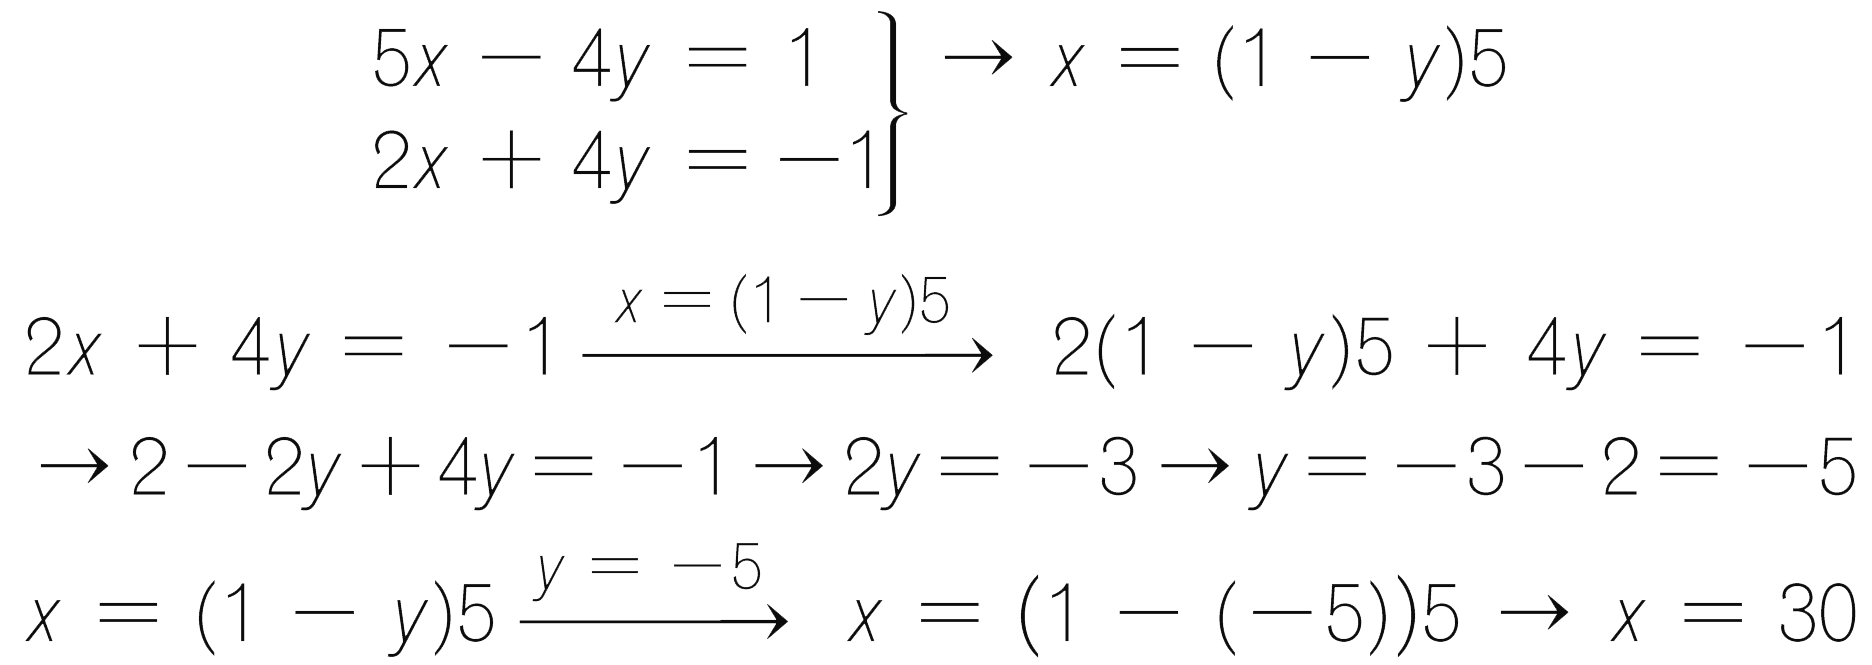 5x − 4y = 1 } → x = (1 − y)5
2x + 4y = −1
x = (1 − y)5
2x + 4y = −1 → 2(1 − y)5 + 4y = −1
→ 2 − 2y + 4y = −1 → 2y = −3 → y = −3 − 2 = −5
y = −5
x = (1 − y)5 → x = (1 − (−5))5 → x = 30